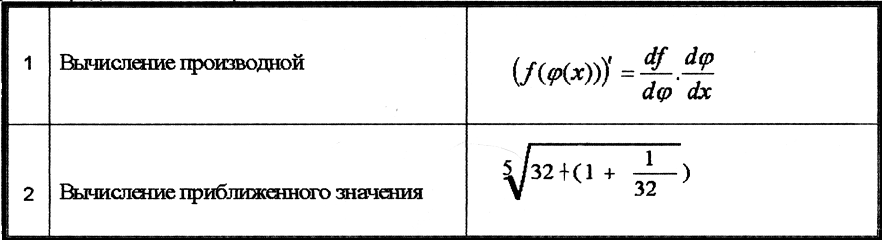 1 Вычисление производной (f(φ(x)))' = df/dφ . dφ/dx
2 Вычисление приближенного значения ⁵√(32+(1 + 1/32))